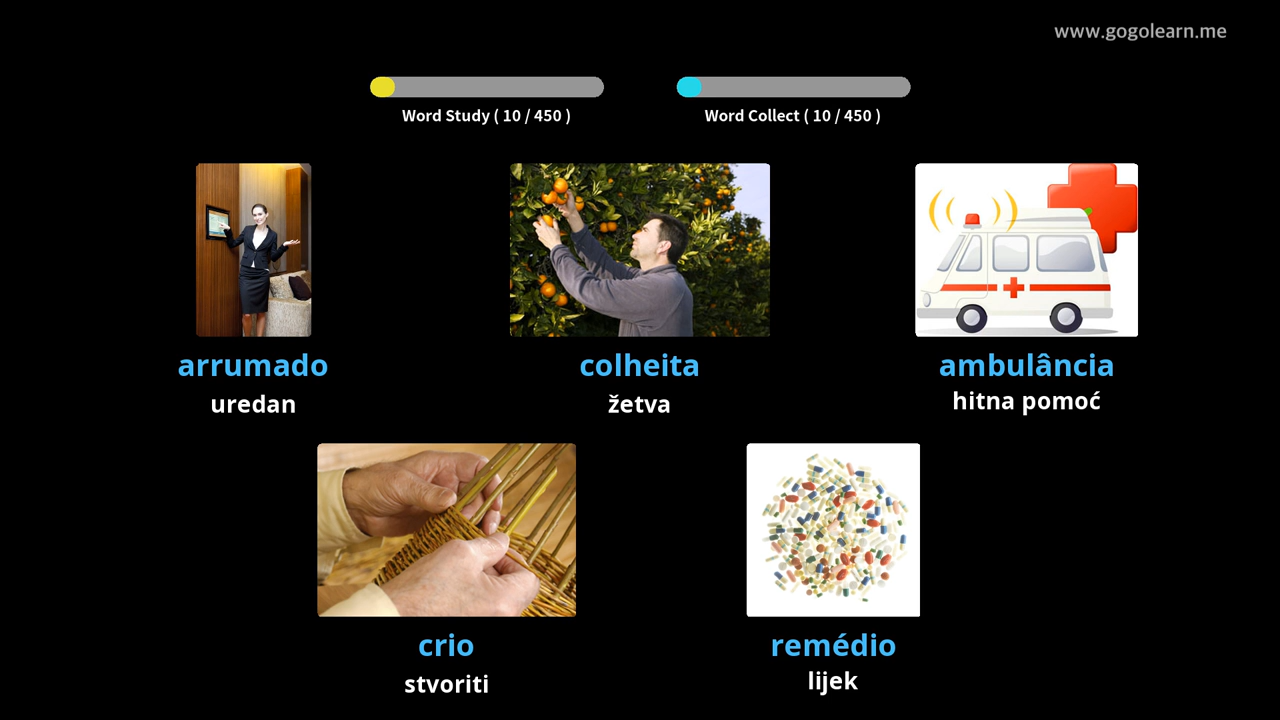 www.gogolearn.me
Word Study ( 10 / 450 )
Word Collect ( 10 / 450 )
arrumado
uredan
colheita
žetva
ambulância
hitna pomoć
crio
stvoriti
remédio
lijek